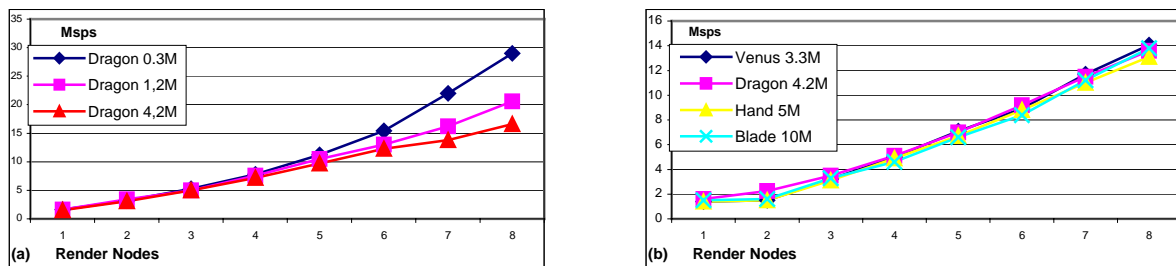 35
Msps
30
Dragon 0.3M
25
Dragon 1,2M
20
Dragon 4,2M
15
10
5
0
1 2 3 4 5 6 7 8
(a) Render Nodes
16
Msps
14
Venus 3.3M
12
Dragon 4.2M
10
Hand 5M
8
Blade 10M
6
4
2
0
1 2 3 4 5 6 7 8
(b) Render Nodes